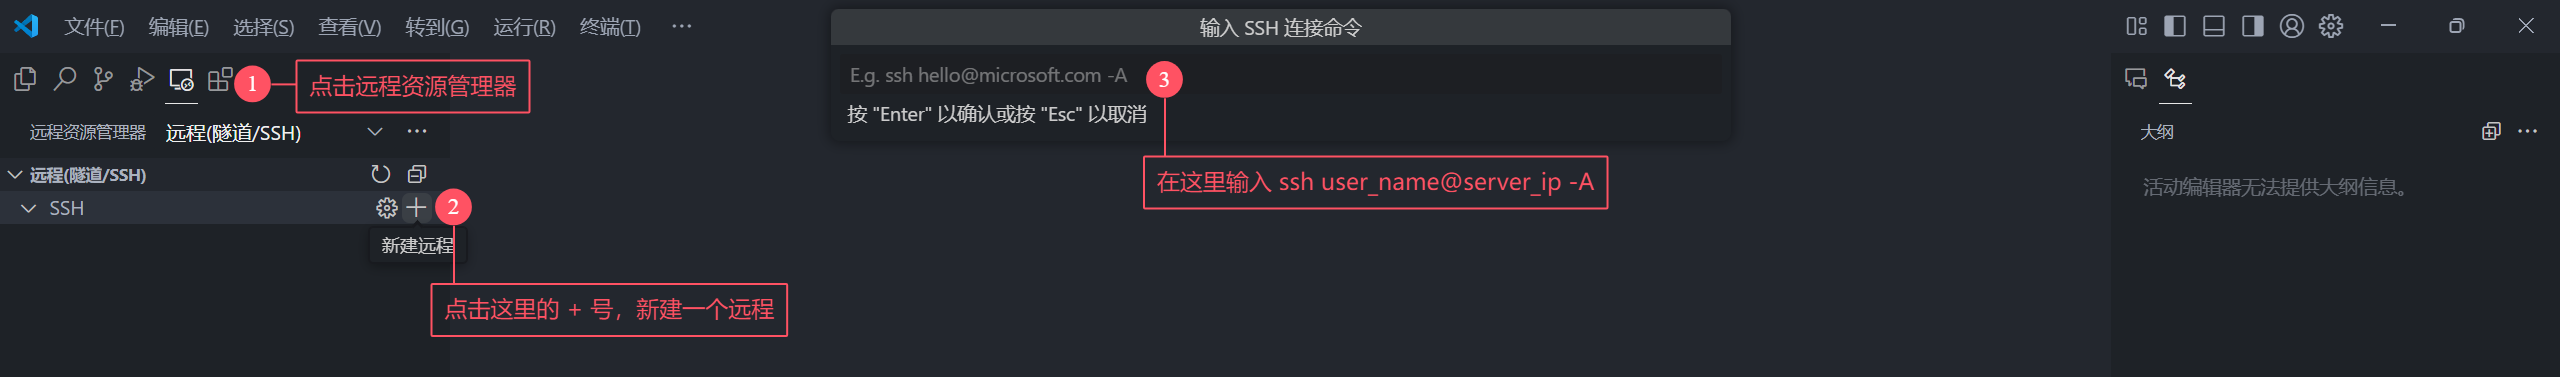 文件(F) 编辑(E) 选择(S) 查看(V) 转到(G) 运行(R) 终端(T) ···
输入 SSH 连接命令
E.g. ssh hello@microsoft.com -A
按 "Enter" 以确认或按 "Esc" 以取消
1
点击远程资源管理器
3
在这里输入 ssh user_name@server_ip -A
远程资源管理器 远程(隧道/SSH)
远程(隧道/SSH)
SSH
2
新建远程
点击这里的 + 号，新建一个远程
大纲
活动编辑器无法提供大纲信息。